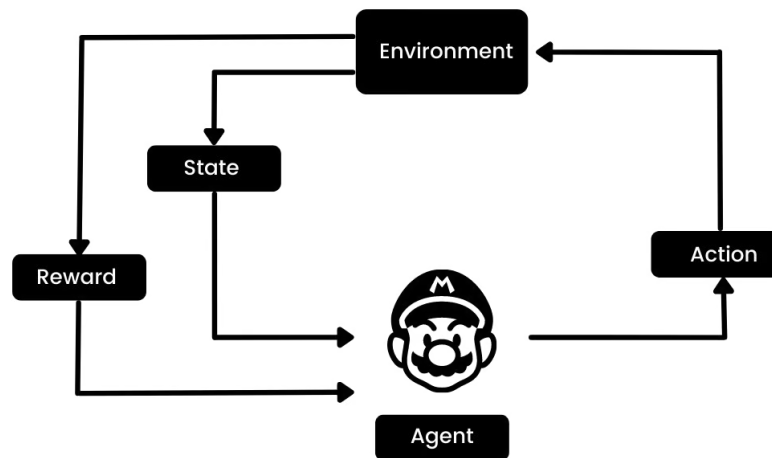 Environment
State
Action
Reward
M
Agent